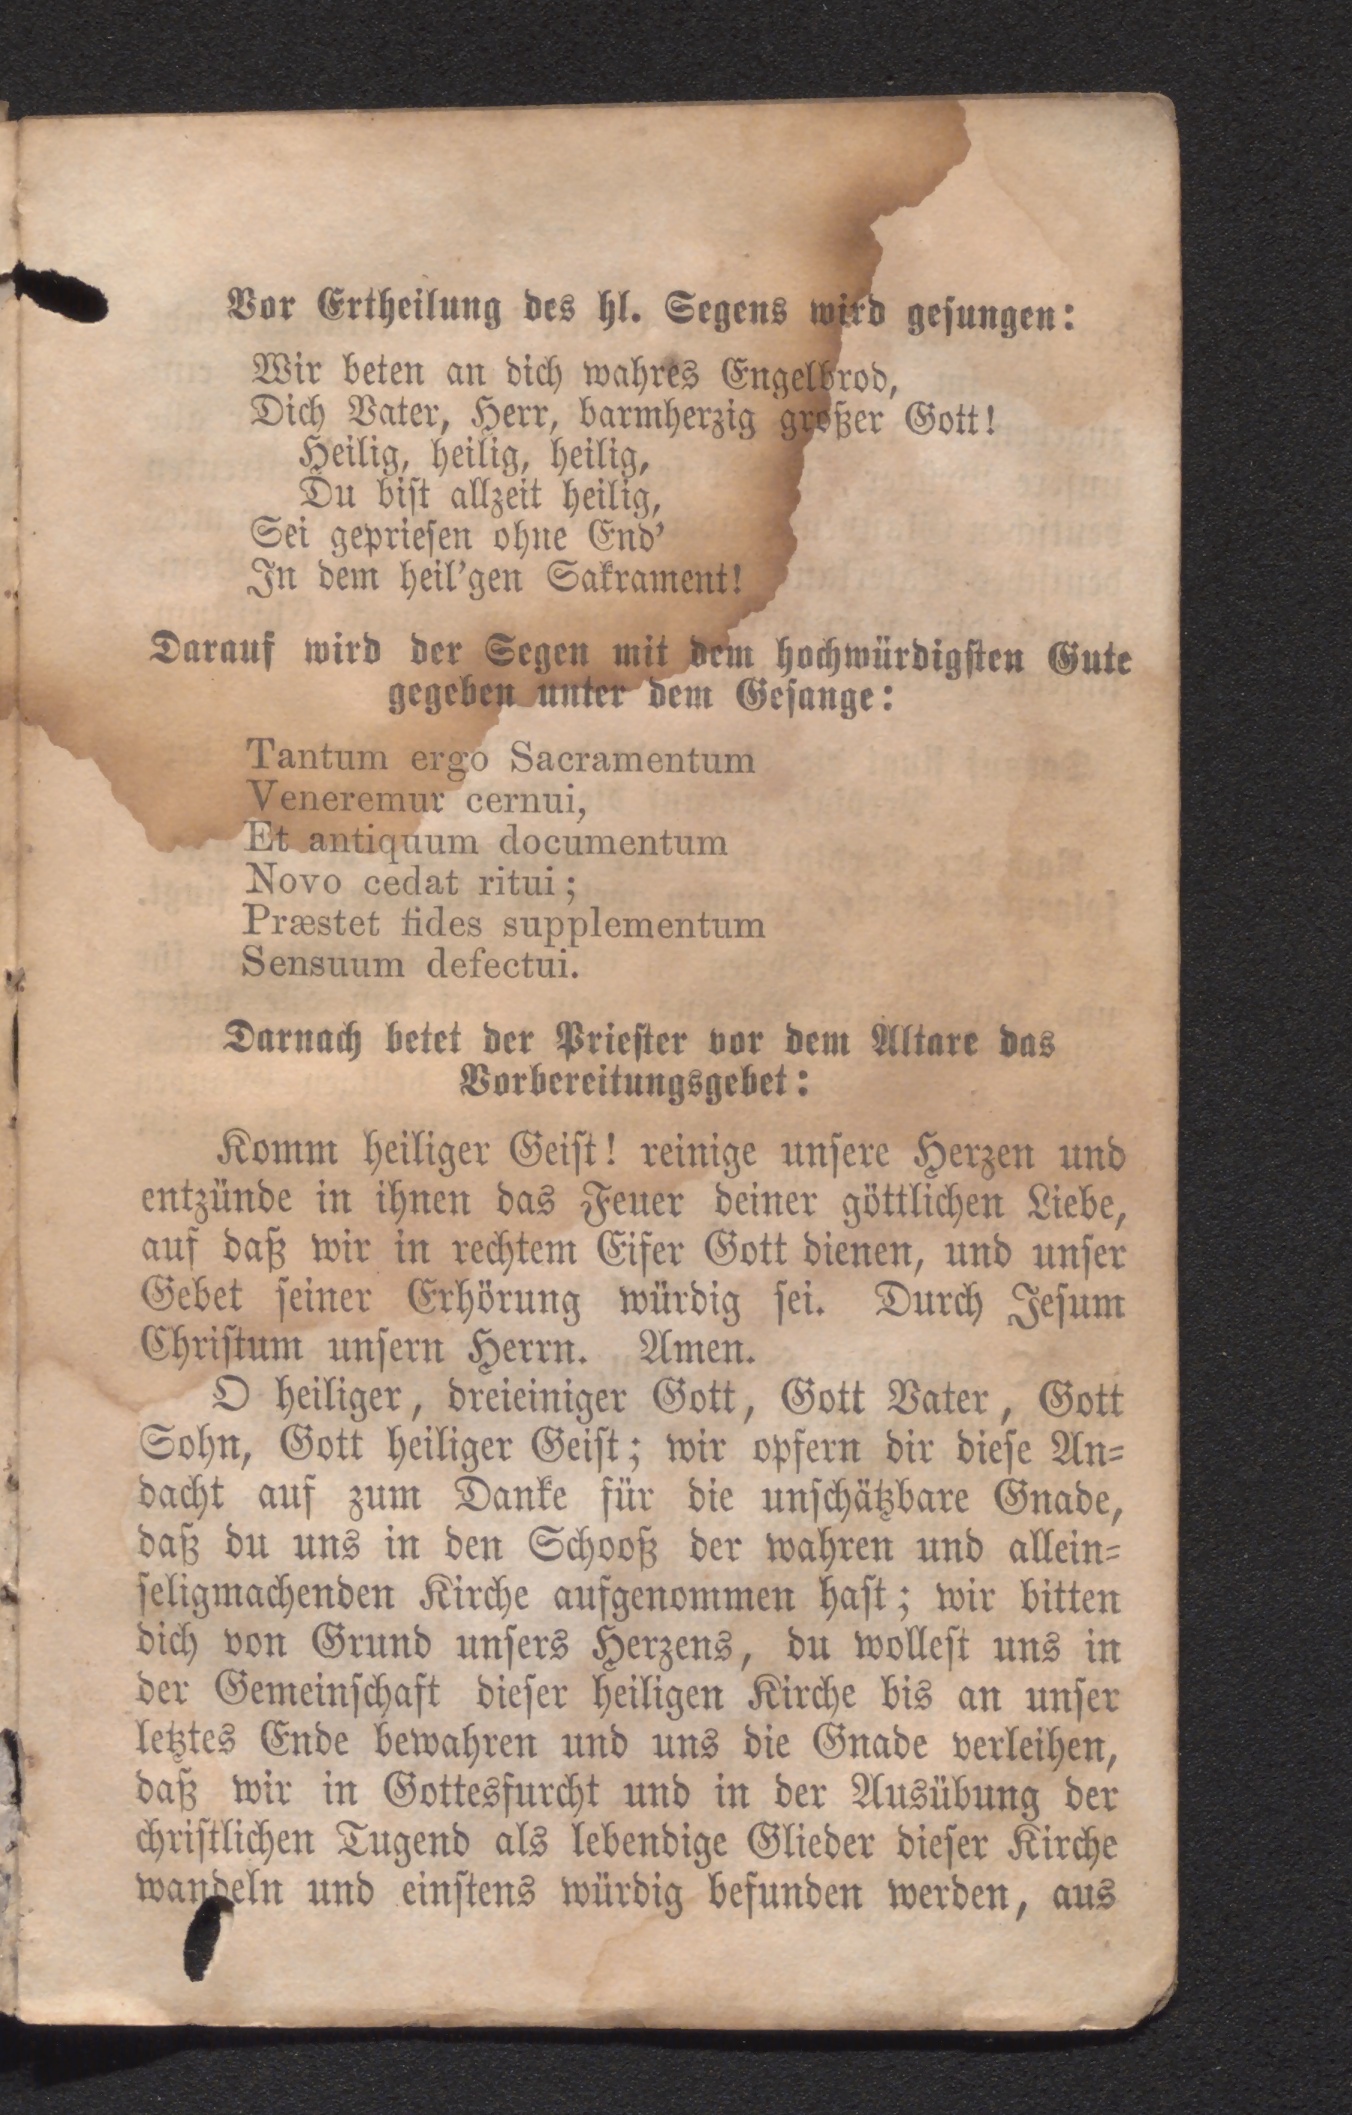 Vor Ertheilung des hl. Segens wird gesungen:
Wir beten an dich wahres Engelbrod,
Dich Vater, Herr, barmherzig großer Gott!
Heilig, heilig, heilig,
Du bist allzeit heilig,
Sei gepriesen ohne End'
In dem heil'gen Sakrament!
Darauf wird der Segen mit dem hochwürdigsten Gute
gegeben unter dem Gesange:
Tantum ergo Sacramentum
Veneremur cernui,
Et antiquum documentum
Novo cedat ritui;
Præstet fides supplementum
Sensuum defectui.
Darnach betet der Priester vor dem Altare das
Vorbereitungsgebet:
Komm heiliger Geist! reinige unsere Herzen und
entzünde in ihnen das Feuer deiner göttlichen Liebe,
auf daß wir in rechtem Eifer Gott dienen, und unser
Gebet seiner Erhörung würdig sei. Durch Jesum
Christum unsern Herrn. Amen.
O heiliger, dreieiniger Gott, Gott Vater, Gott
Sohn, Gott heiliger Geist; wir opfern dir diese An-
dacht auf zum Danke für die unschätzbare Gnade,
daß du uns in den Schooß der wahren und allein-
seligmachenden Kirche aufgenommen hast; wir bitten
dich von Grund unsers Herzens, du wollest uns in
der Gemeinschaft dieser heiligen Kirche bis an unser
letztes Ende bewahren und uns die Gnade verleihen,
daß wir in Gottesfurcht und in der Ausübung der
christlichen Tugend als lebendige Glieder dieser Kirche
wandeln und einstens würdig befunden werden, aus